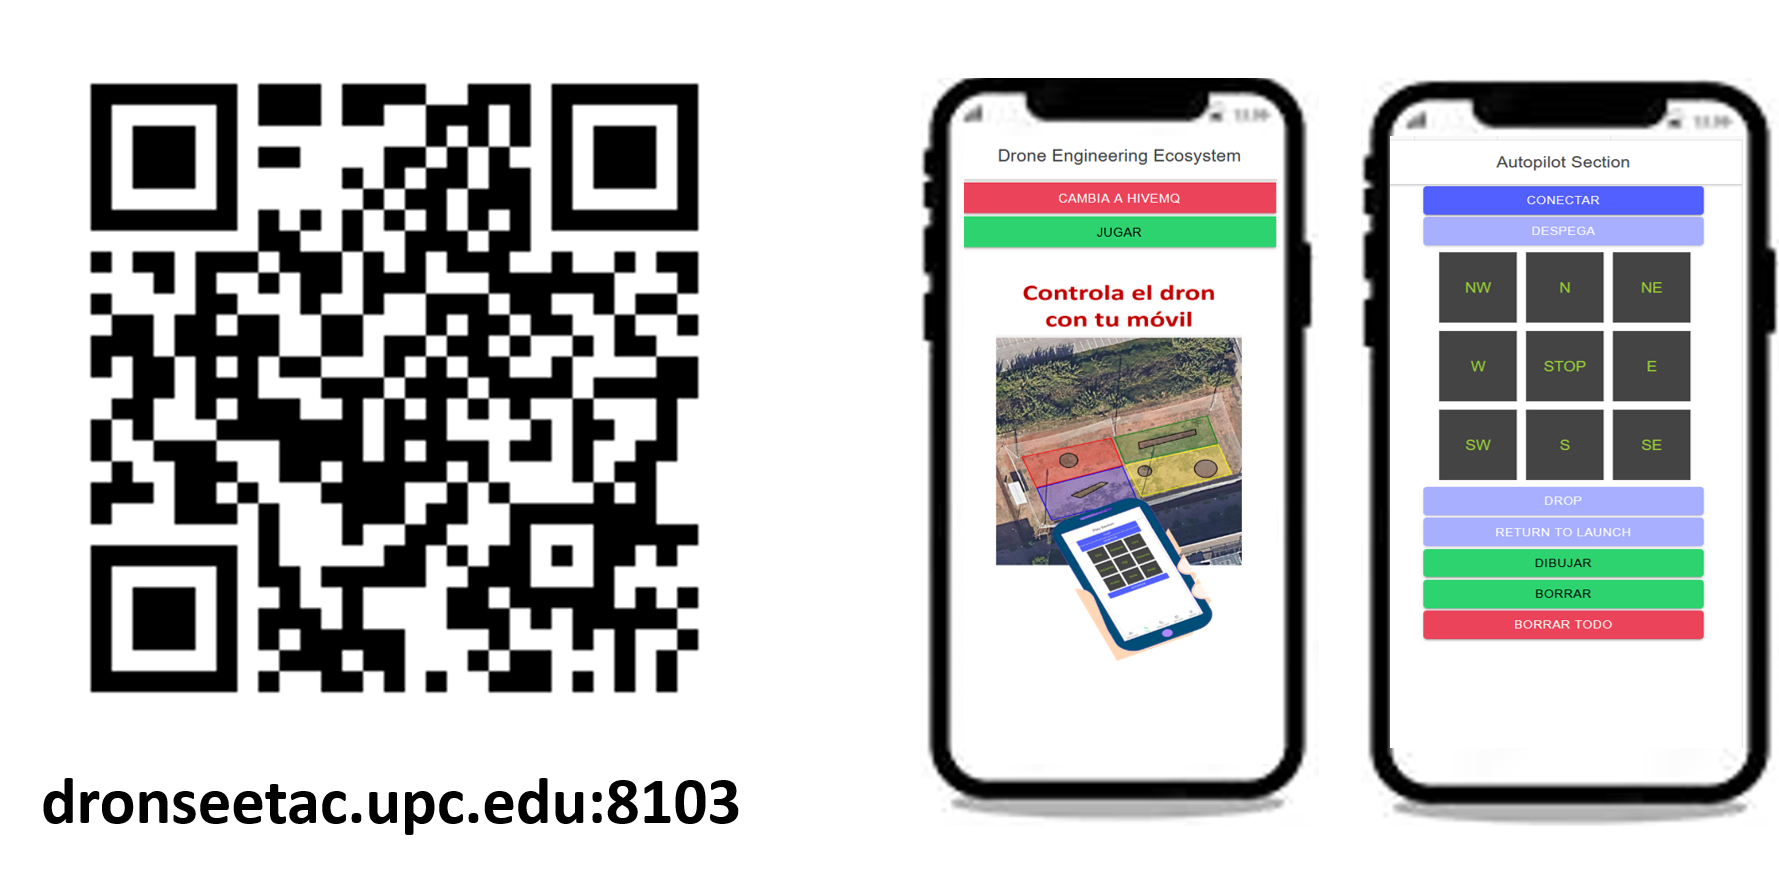 dronseetac.upc.edu:8103
Drone Engineering Ecosystem
CAMBIA A HIVEMQ
JUGAR
Controla el dron
con tu móvil
Autopilot Section
CONECTAR
DESPEGA
NW N NE
W STOP E
SW S SE
DROP
RETURN TO LAUNCH
DIBUJAR
BORRAR
BORRAR TODO